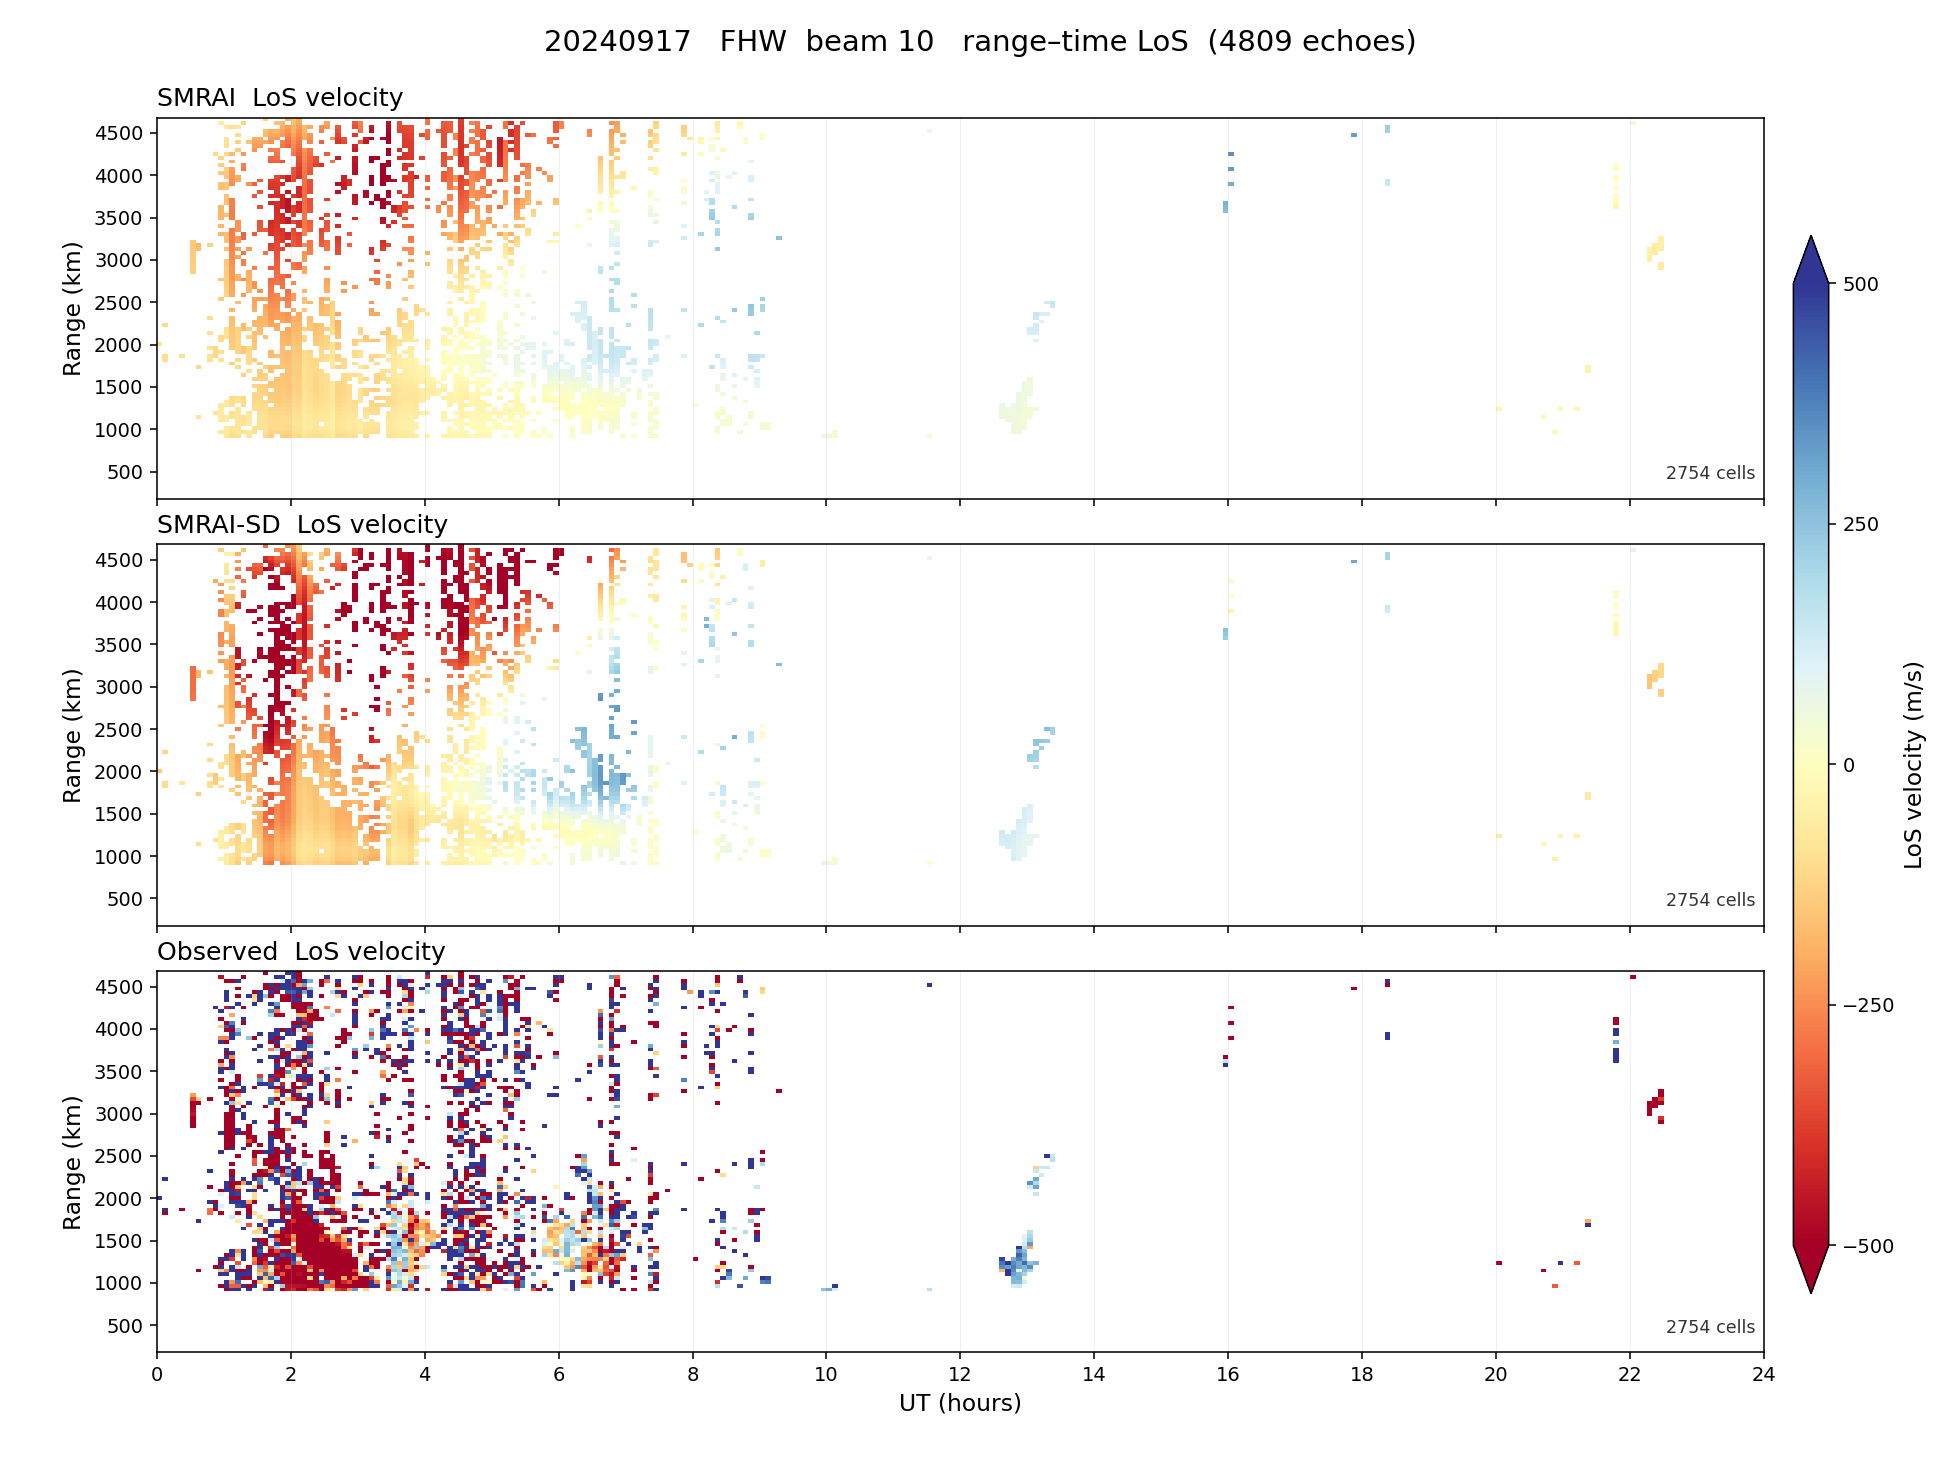 20240917   FHW  beam 10   range–time LoS  (4809 echoes)
SMRAI  LoS velocity
4500
4000
3500
3000
2500
2000
1500
1000
500
Range (km)
2754 cells
SMRAI-SD  LoS velocity
4500
4000
3500
3000
2500
2000
1500
1000
500
Range (km)
2754 cells
Observed  LoS velocity
4500
4000
3500
3000
2500
2000
1500
1000
500
Range (km)
2754 cells
0 2 4 6 8 10 12 14 16 18 20 22 24
UT (hours)
500
250
0
−250
−500
LoS velocity (m/s)